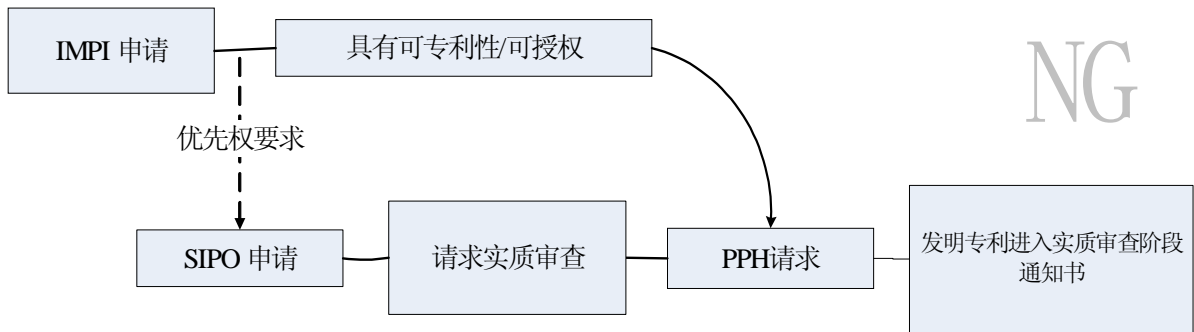 IMPI 申请
具有可专利性/可授权
NG
优先权要求
SIPO 申请
请求实质审查
PPH请求
发明专利进入实质审查阶段
通知书